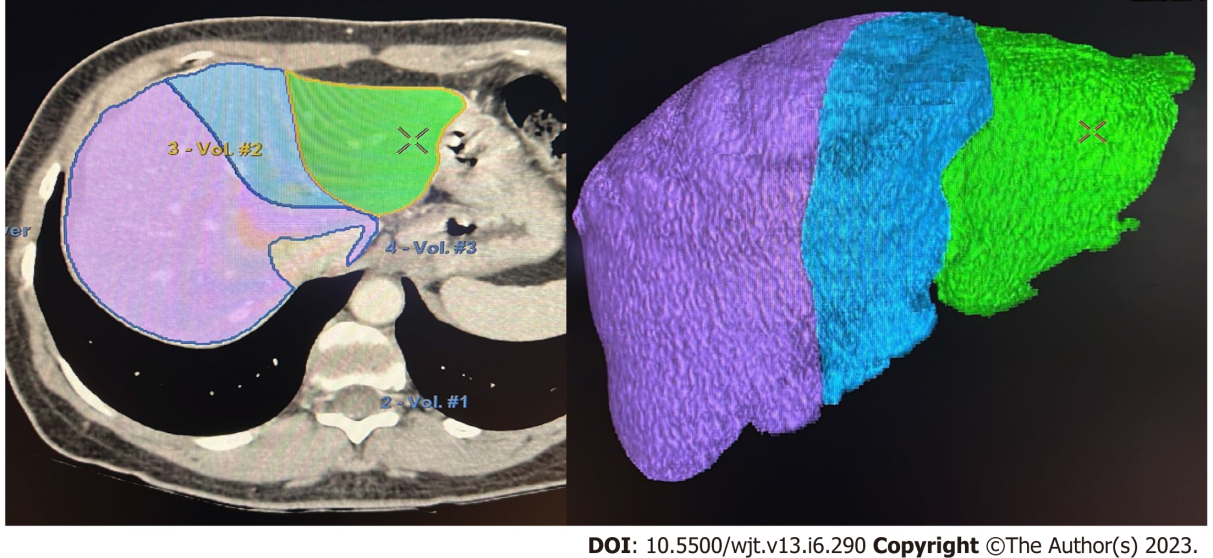 3 - Vol. #2
er
4 - Vol. #3
2 - Vol. #1
DOI: 10.5500/wjt.v13.i6.290 Copyright ©The Author(s) 2023.